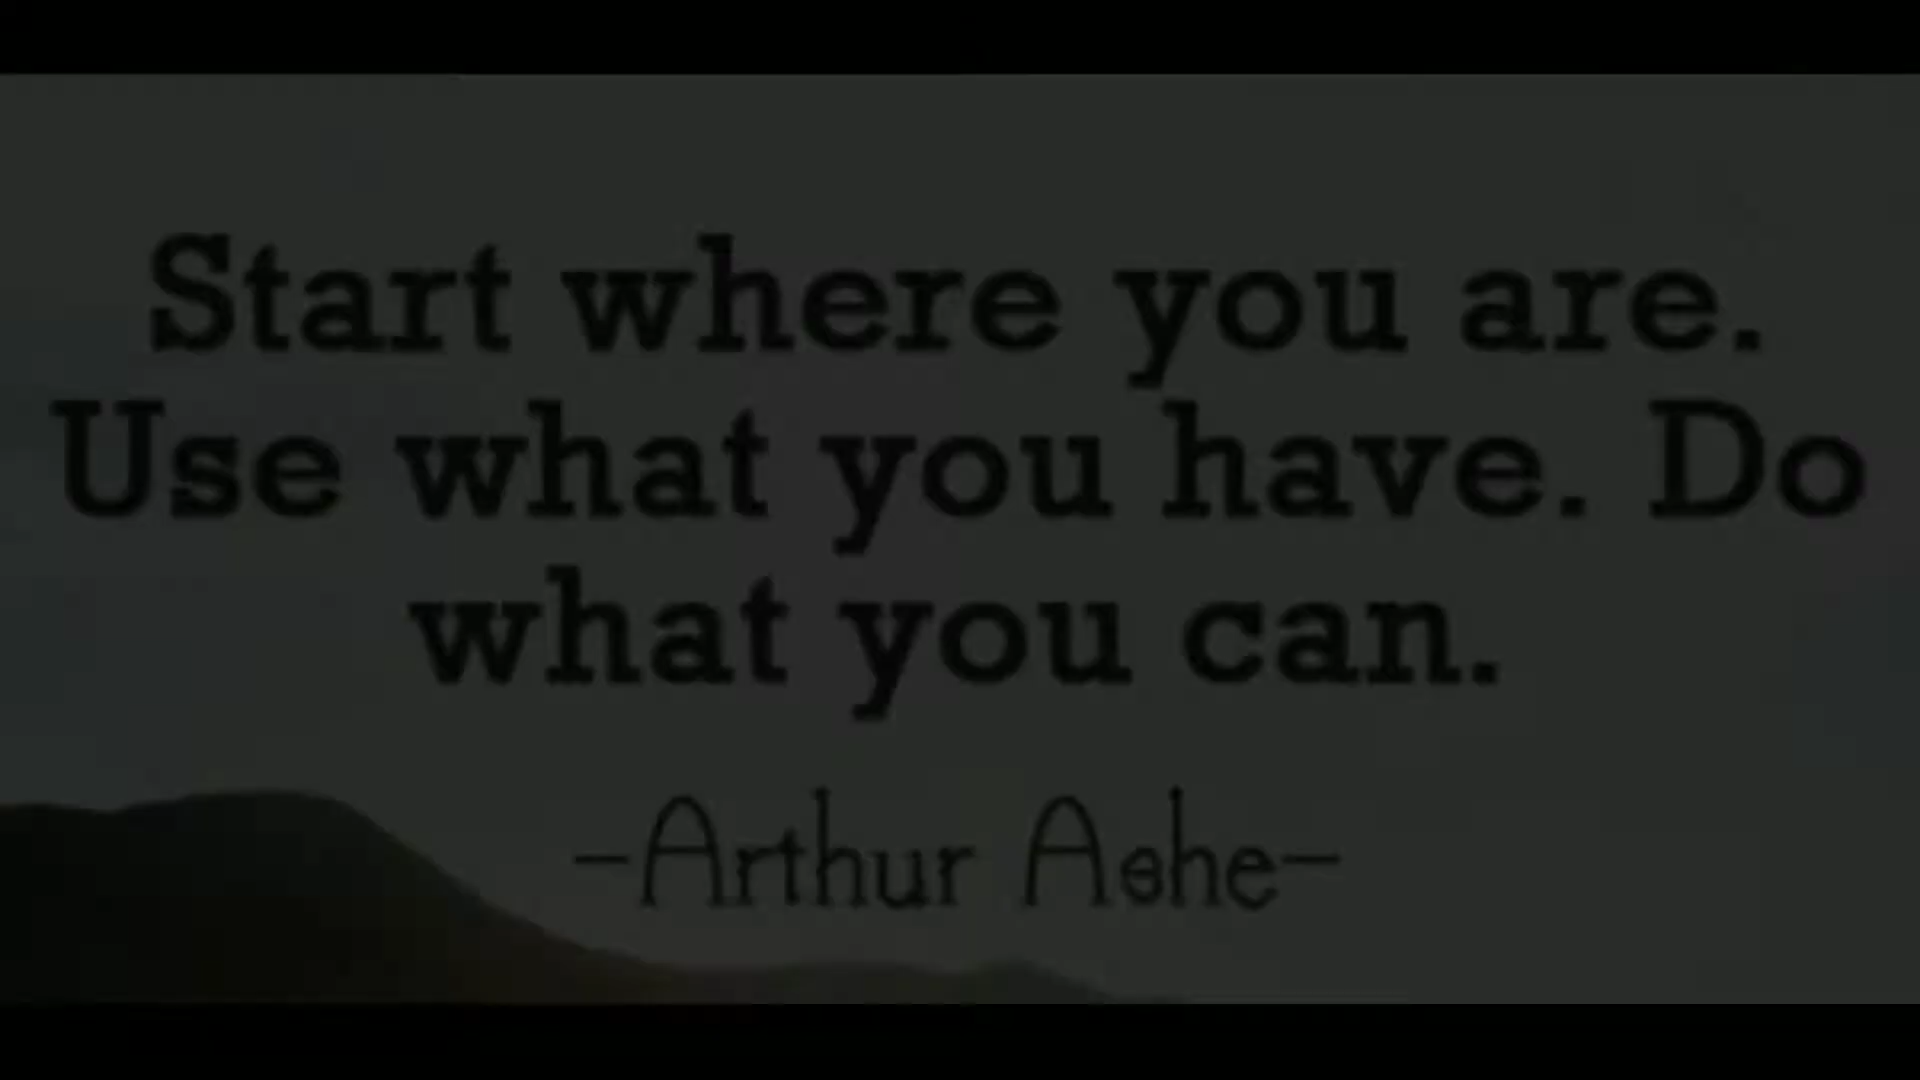 Start where you are.
Use what you have. Do
what you can.
-Arthur Ashe-